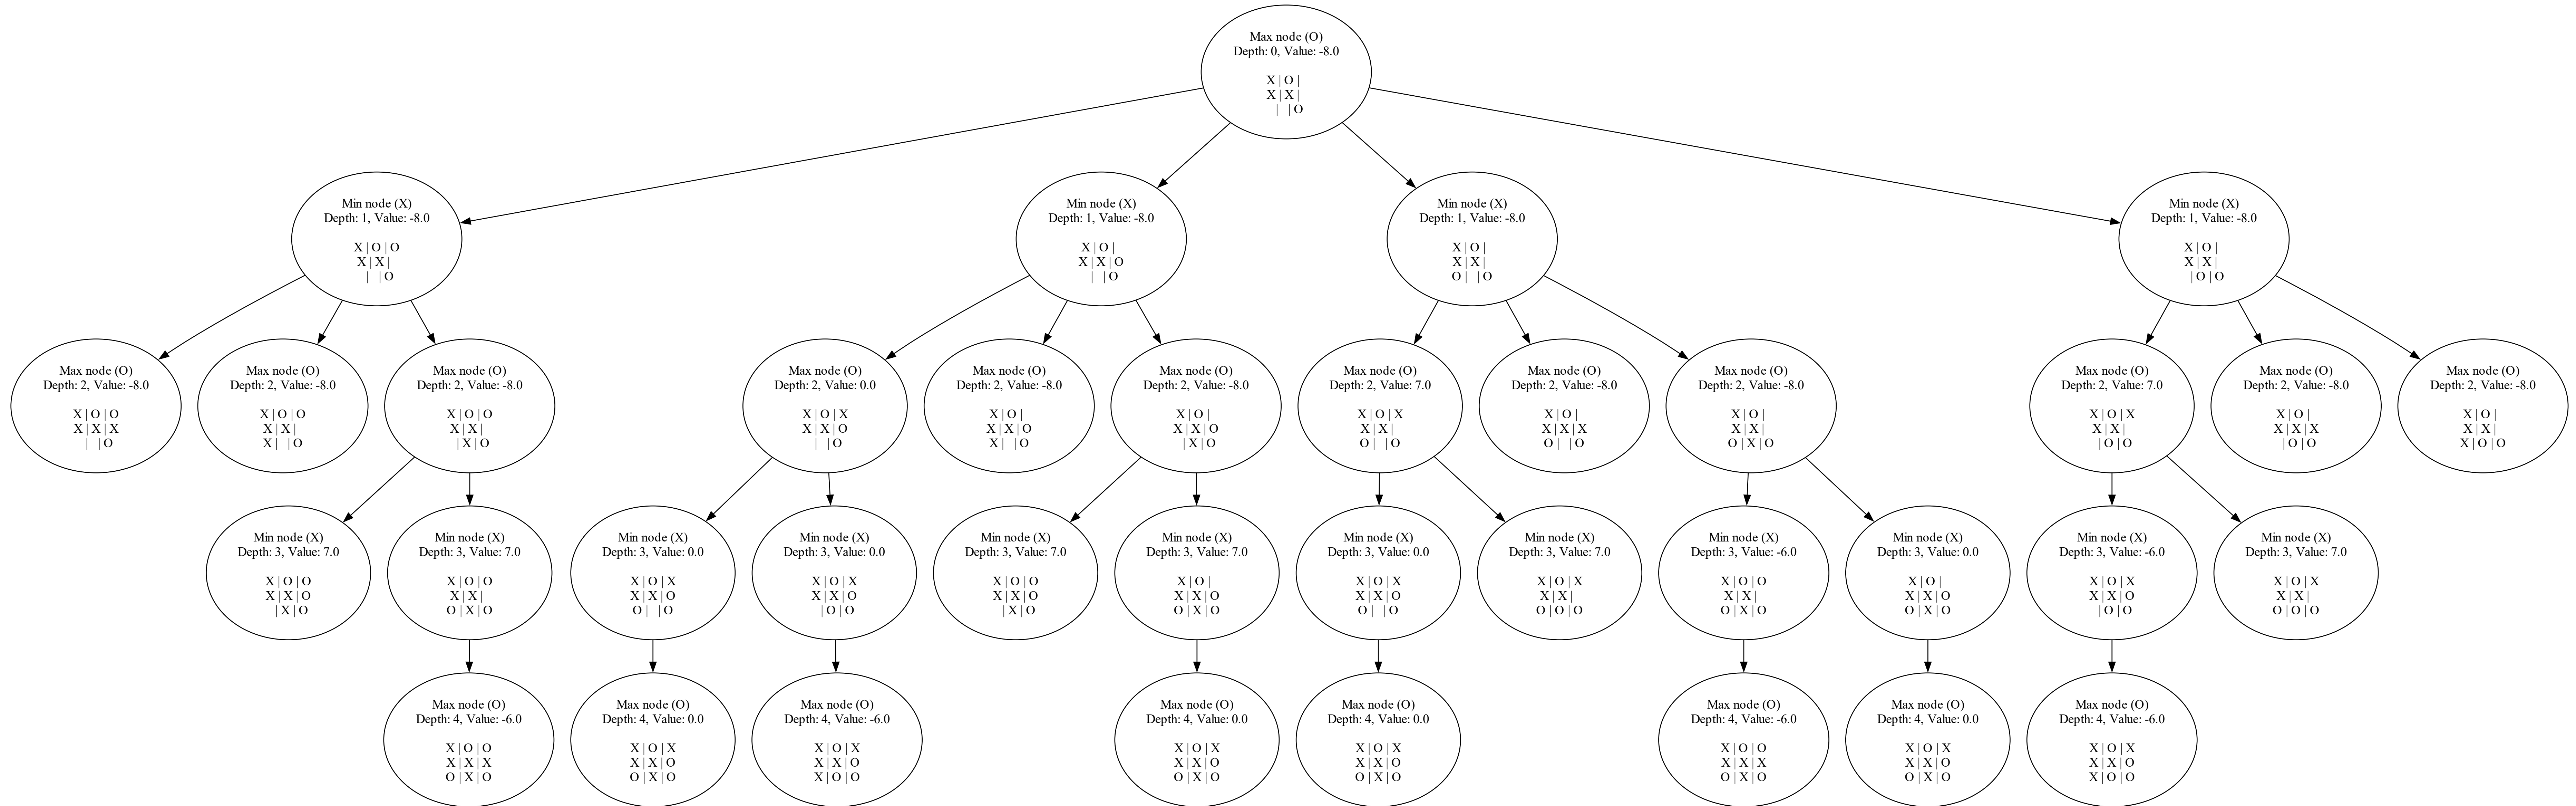 Max node (O)
Depth: 0, Value: -8.0
X | O |
X | X |
| | O
Min node (X)
Depth: 1, Value: -8.0
X | O | O
X | X |
| | O
Min node (X)
Depth: 1, Value: -8.0
X | O |
X | X | O
| | O
Min node (X)
Depth: 1, Value: -8.0
X | O |
X | X |
O | | O
Min node (X)
Depth: 1, Value: -8.0
X | O |
X | X |
| O | O
Max node (O)
Depth: 2, Value: -8.0
X | O | O
X | X | X
| | O
Max node (O)
Depth: 2, Value: -8.0
X | O | O
X | X |
X | | O
Max node (O)
Depth: 2, Value: -8.0
X | O | O
X | X |
| X | O
Max node (O)
Depth: 2, Value: 0.0
X | O | X
X | X | O
| | O
Max node (O)
Depth: 2, Value: -8.0
X | O |
X | X | O
X | | O
Max node (O)
Depth: 2, Value: -8.0
X | O |
X | X | O
| X | O
Max node (O)
Depth: 2, Value: 7.0
X | O | X
X | X |
O | | O
Max node (O)
Depth: 2, Value: -8.0
X | O |
X | X | X
O | | O
Max node (O)
Depth: 2, Value: -8.0
X | O |
X | X |
O | X | O
Max node (O)
Depth: 2, Value: 7.0
X | O | X
X | X |
| O | O
Max node (O)
Depth: 2, Value: -8.0
X | O |
X | X | X
| O | O
Max node (O)
Depth: 2, Value: -8.0
X | O |
X | X |
X | O | O
Min node (X)
Depth: 3, Value: 7.0
X | O | O
X | X | O
| X | O
Min node (X)
Depth: 3, Value: 7.0
X | O | O
X | X |
O | X | O
Min node (X)
Depth: 3, Value: 0.0
X | O | X
X | X | O
O | | O
Min node (X)
Depth: 3, Value: 0.0
X | O | X
X | X | O
| O | O
Min node (X)
Depth: 3, Value: 7.0
X | O | O
X | X | O
| X | O
Min node (X)
Depth: 3, Value: 7.0
X | O |
X | X | O
O | X | O
Min node (X)
Depth: 3, Value: 0.0
X | O | X
X | X | O
O | | O
Min node (X)
Depth: 3, Value: 7.0
X | O | X
X | X |
O | O | O
Min node (X)
Depth: 3, Value: -6.0
X | O | O
X | X |
O | X | O
Min node (X)
Depth: 3, Value: 0.0
X | O |
X | X | O
O | X | O
Min node (X)
Depth: 3, Value: -6.0
X | O | X
X | X | O
| O | O
Min node (X)
Depth: 3, Value: 7.0
X | O | X
X | X |
O | O | O
Max node (O)
Depth: 4, Value: -6.0
X | O | O
X | X | X
O | X | O
Max node (O)
Depth: 4, Value: 0.0
X | O | X
X | X | O
O | X | O
Max node (O)
Depth: 4, Value: -6.0
X | O | X
X | X | O
X | O | O
Max node (O)
Depth: 4, Value: 0.0
X | O | X
X | X | O
O | X | O
Max node (O)
Depth: 4, Value: 0.0
X | O | X
X | X | O
O | X | O
Max node (O)
Depth: 4, Value: -6.0
X | O | O
X | X | X
O | X | O
Max node (O)
Depth: 4, Value: 0.0
X | O | X
X | X | O
O | X | O
Max node (O)
Depth: 4, Value: -6.0
X | O | X
X | X | O
X | O | O